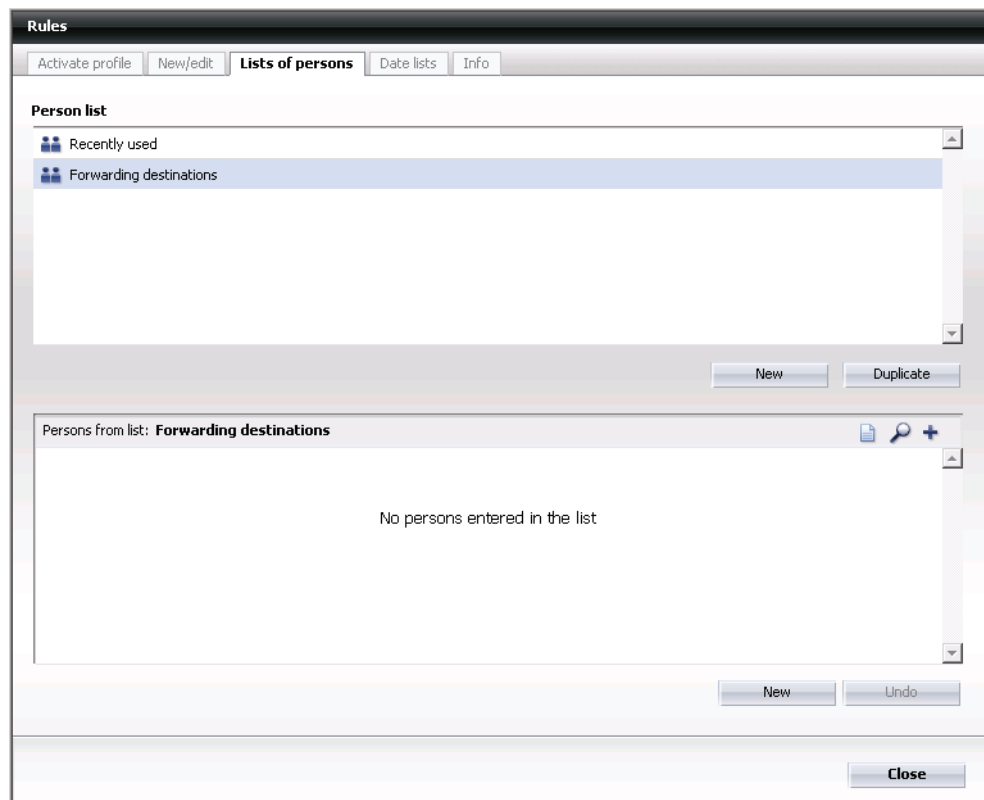 Rules
Activate profile New/edit Lists of persons Date lists Info
Person list
Recently used
Forwarding destinations
New Duplicate
Persons from list: Forwarding destinations
No persons entered in the list
New Undo
Close